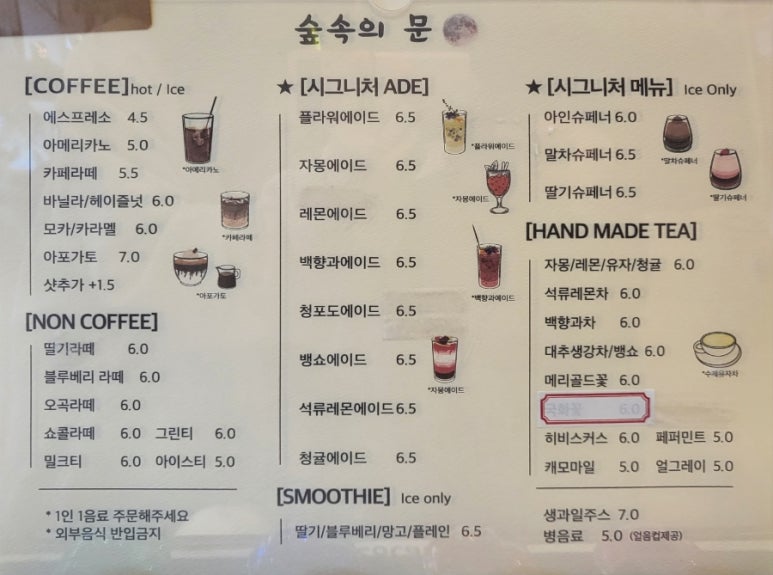 숲속의 문
[COFFEE] hot / Ice
에스프레소 4.5
아메리카노 5.0
카페라떼 5.5
바닐라/헤이즐넛 6.0
모카/카라멜 6.0
아포가토 7.0
샷추가 +1.5
*아메리카노
*카페라떼
*아포가토
[NON COFFEE]
딸기라떼 6.0
블루베리 라떼 6.0
오곡라떼 6.0
쇼콜라떼 6.0 그린티 6.0
밀크티 6.0 아이스티 5.0
* 1인 1음료 주문해주세요
* 외부음식 반입금지
★ [시그니처 ADE]
플라워에이드 6.5
자몽에이드 6.5
레몬에이드 6.5
백향과에이드 6.5
청포도에이드 6.5
뱅쇼에이드 6.5
석류레몬에이드 6.5
청귤에이드 6.5
*플라워에이드
*자몽에이드
*백향과에이드
*자몽에이드
[SMOOTHIE] Ice only
딸기/블루베리/망고/플레인 6.5
★ [시그니처 메뉴] Ice Only
아인슈페너 6.0
말차슈페너 6.5
딸기슈페너 6.5
*말차슈페너
*딸기슈페너
[HAND MADE TEA]
자몽/레몬/유자/청귤 6.0
석류레몬차 6.0
백향과차 6.0
대추생강차/뱅쇼 6.0
메리골드꽃 6.0
국화꽃 6.0
히비스커스 6.0 페퍼민트 5.0
캐모마일 5.0 얼그레이 5.0
*수제유자차
생과일주스 7.0
병음료 5.0 (얼음컵제공)